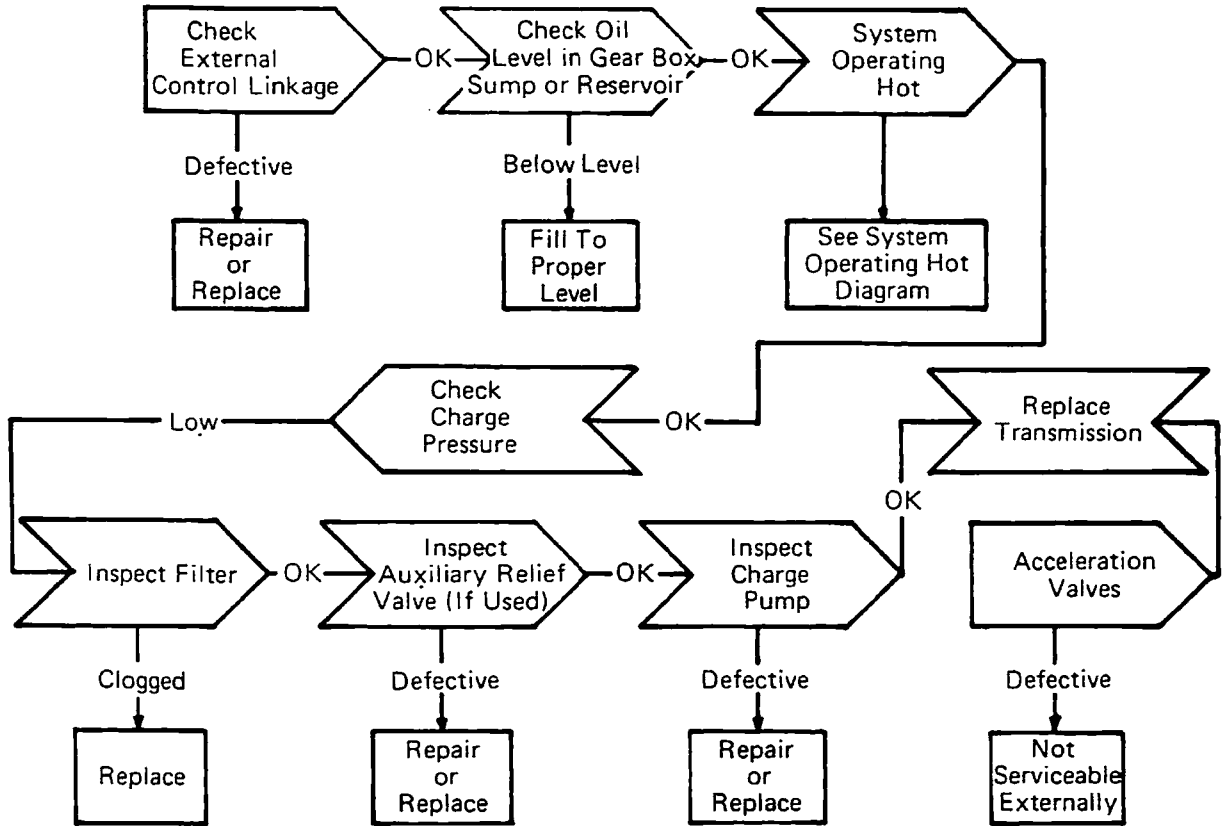 Check
External
Control Linkage
OK
Check Oil
Level in Gear Box
Sump or Reservoir
OK
System
Operating
Hot
Defective
Below Level
Repair
or
Replace
Fill To
Proper
Level
See System
Operating Hot
Diagram
Low
Check
Charge
Pressure
OK
Replace
Transmission
OK
Inspect Filter
OK
Inspect
Auxiliary Relief
Valve (If Used)
OK
Inspect
Charge
Pump
Acceleration
Valves
Clogged
Defective
Defective
Defective
Replace
Repair
or
Replace
Repair
or
Replace
Not
Serviceable
Externally